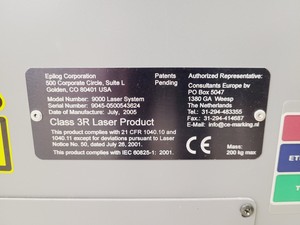 Epilog Corporation
500 Corporate Circle, Suite L
Golden, CO 80401 USA
Patents
Pending
Authorized Representative:
Consultants Europe bv
PO Box 5047
1380 GA Weesp
The Netherlands
Tel.: 31-294-483355
Fax.: 31-294-414687
E-Mail: info@ce-marking.nl
Model Number: 9000 Laser System
Serial Number: 9045-0500543624
Date of Manufacture: July, 2005
Class 3R Laser Product
This product complies with 21 CFR 1040.10 and
1040.11 except for deviations pursuant to Laser
Notice No. 50, dated July 26, 2001.
This product complies with IEC 60825-1: 2001.
CE
Mass:
200 kg max
ET